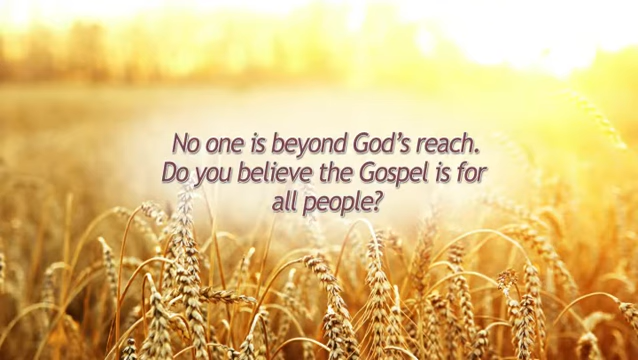 No one is beyond God's reach.
Do you believe the Gospel is for
all people?